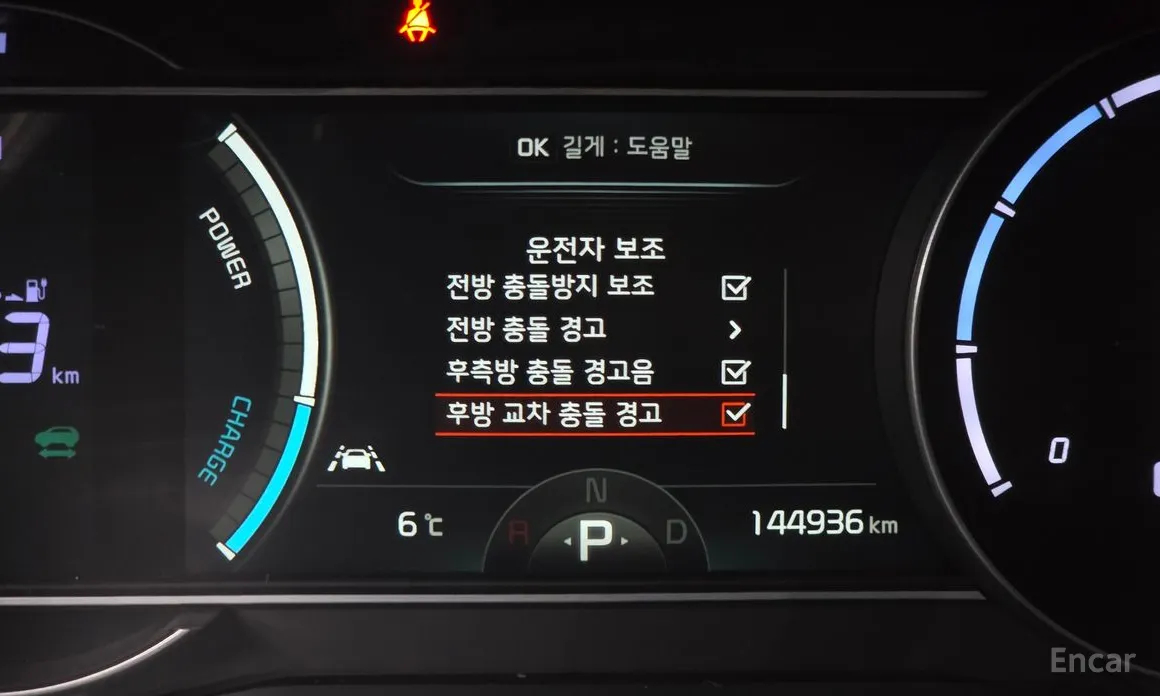 OK 길게 : 도움말
운전자 보조
전방 충돌방지 보조
전방 충돌 경고
후측방 충돌 경고음
후방 교차 충돌 경고
POWER
CHARGE
3 km
6 ℃
N
R P D
144936 km
0
Encar